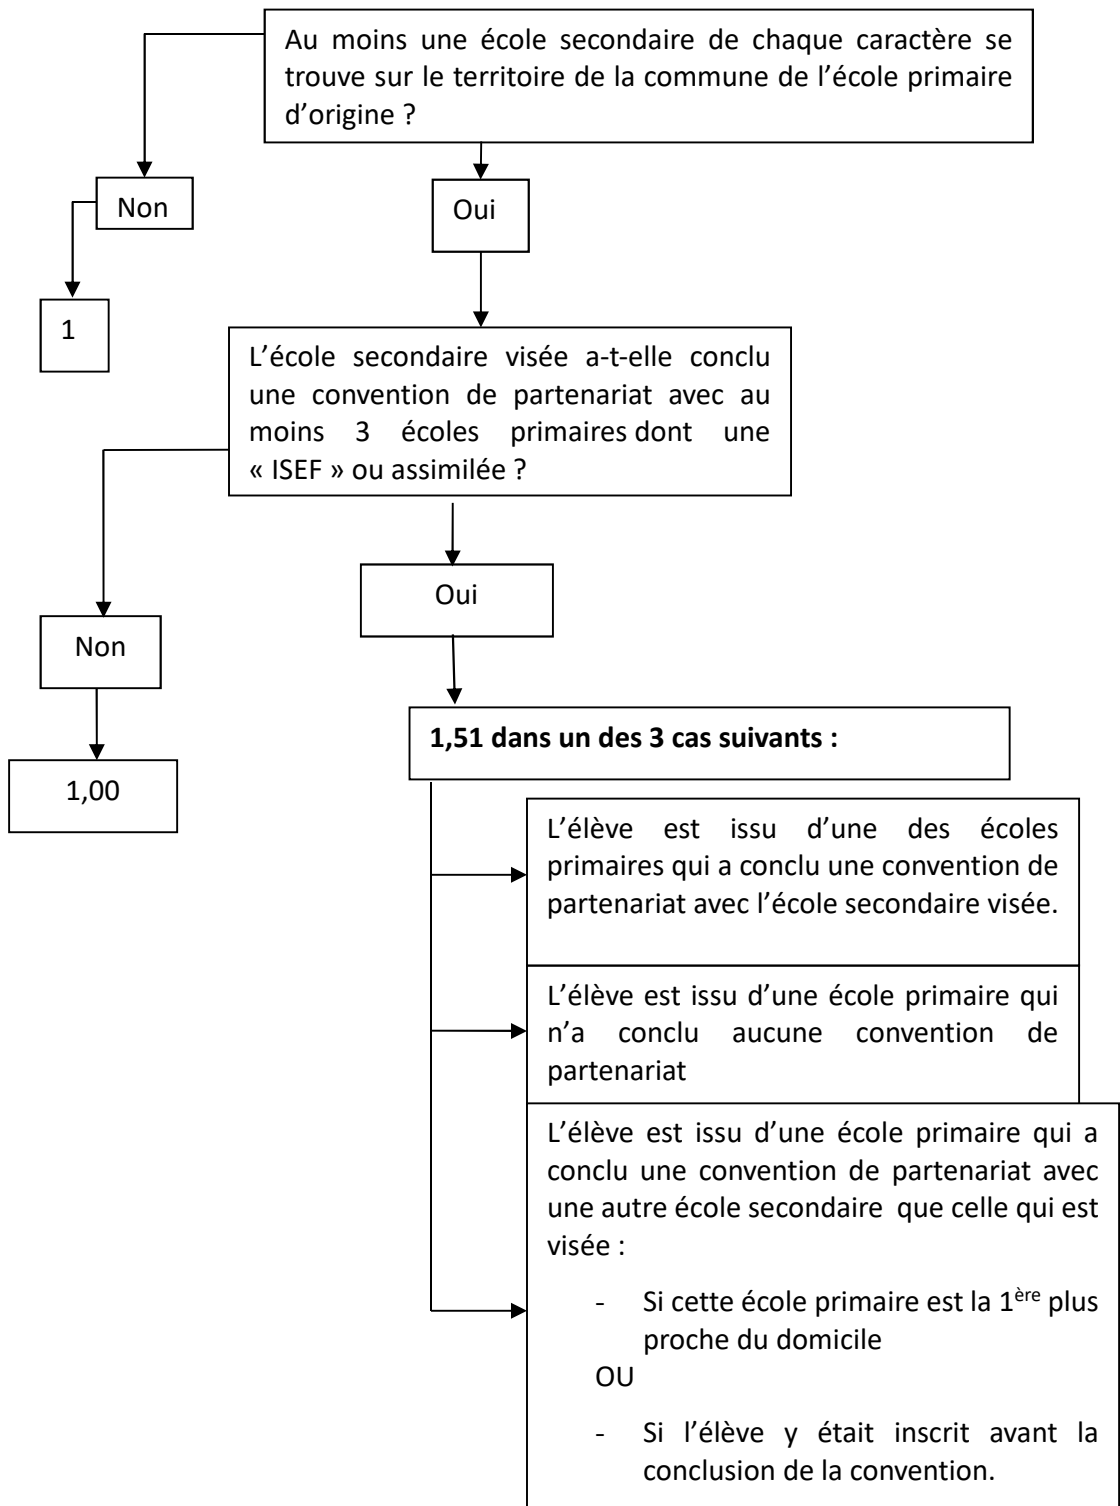 Au moins une école secondaire de chaque caractère se
trouve sur le territoire de la commune de l’école primaire
d’origine ?
Non
Oui
1
L’école secondaire visée a-t-elle conclu
une convention de partenariat avec au
moins 3 écoles primaires dont une
« ISEF » ou assimilée ?
Oui
Non
1,51 dans un des 3 cas suivants :
1,00
L’élève est issu d’une des écoles
primaires qui a conclu une convention de
partenariat avec l’école secondaire visée.
L’élève est issu d’une école primaire qui
n’a conclu aucune convention de
partenariat
L’élève est issu d’une école primaire qui a
conclu une convention de partenariat avec
une autre école secondaire que celle qui est
visée :
- Si cette école primaire est la 1ère plus
proche du domicile
OU
- Si l’élève y était inscrit avant la
conclusion de la convention.